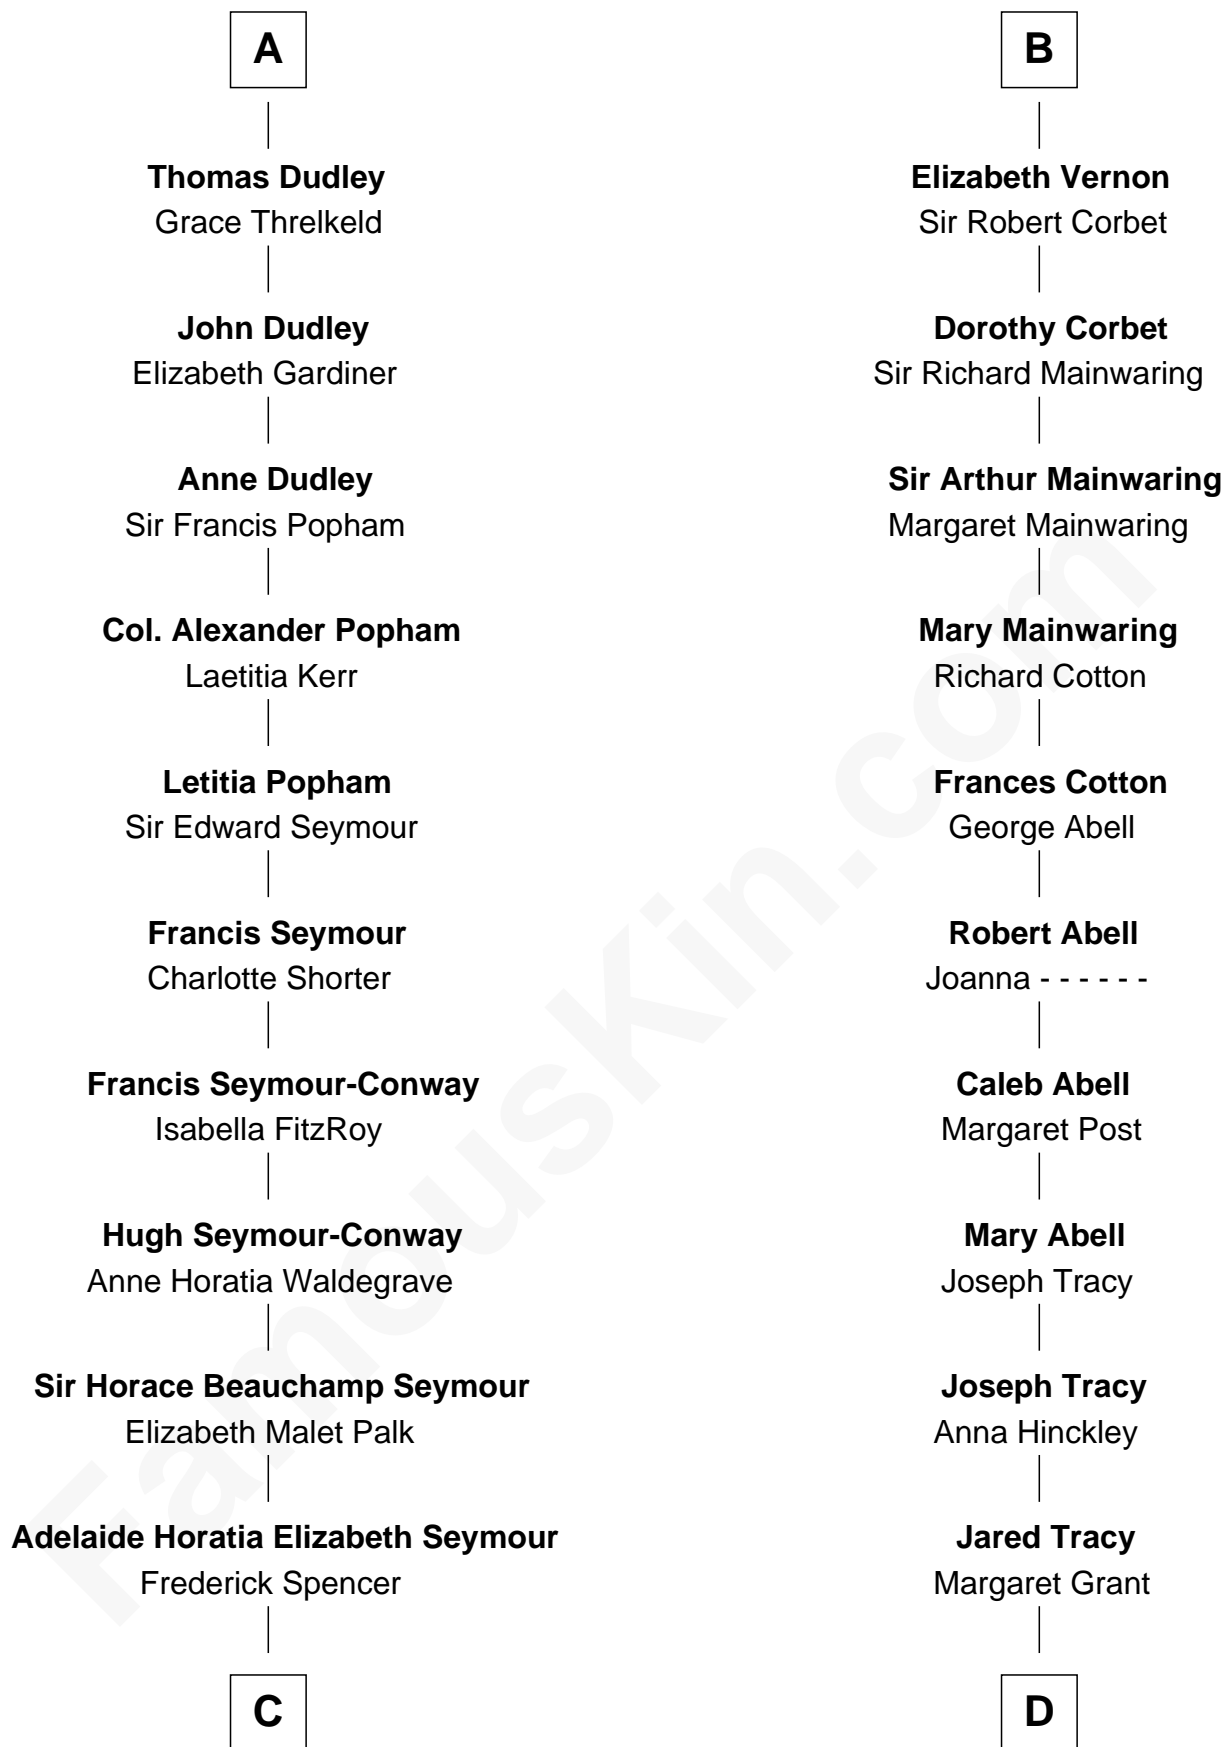 A
Thomas Dudley
Grace Threlkeld
John Dudley
Elizabeth Gardiner
Anne Dudley
Sir Francis Popham
Col. Alexander Popham
Laetitia Kerr
Letitia Popham
Sir Edward Seymour
Francis Seymour
Charlotte Shorter
Francis Seymour-Conway
Isabella FitzRoy
Hugh Seymour-Conway
Anne Horatia Waldegrave
Sir Horace Beauchamp Seymour
Elizabeth Malet Palk
Adelaide Horatia Elizabeth Seymour
Frederick Spencer
C
B
Elizabeth Vernon
Sir Robert Corbet
Dorothy Corbet
Sir Richard Mainwaring
Sir Arthur Mainwaring
Margaret Mainwaring
Mary Mainwaring
Richard Cotton
Frances Cotton
George Abell
Robert Abell
Joanna - - - - - -
Caleb Abell
Margaret Post
Mary Abell
Joseph Tracy
Joseph Tracy
Anna Hinckley
Jared Tracy
Margaret Grant
D
FamousKin.com